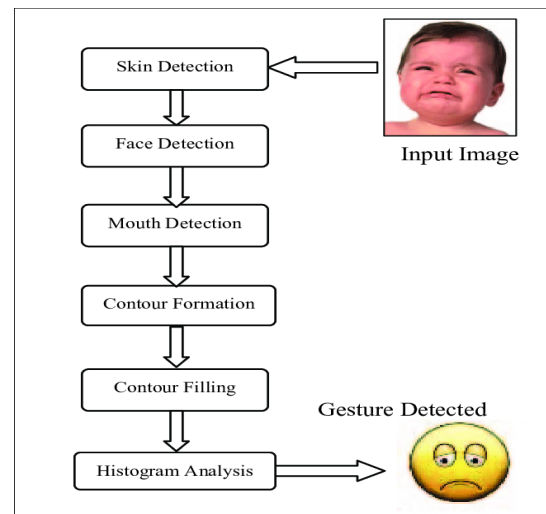 Skin Detection
Input Image
Face Detection
Mouth Detection
Contour Formation
Contour Filling
Gesture Detected
Histogram Analysis